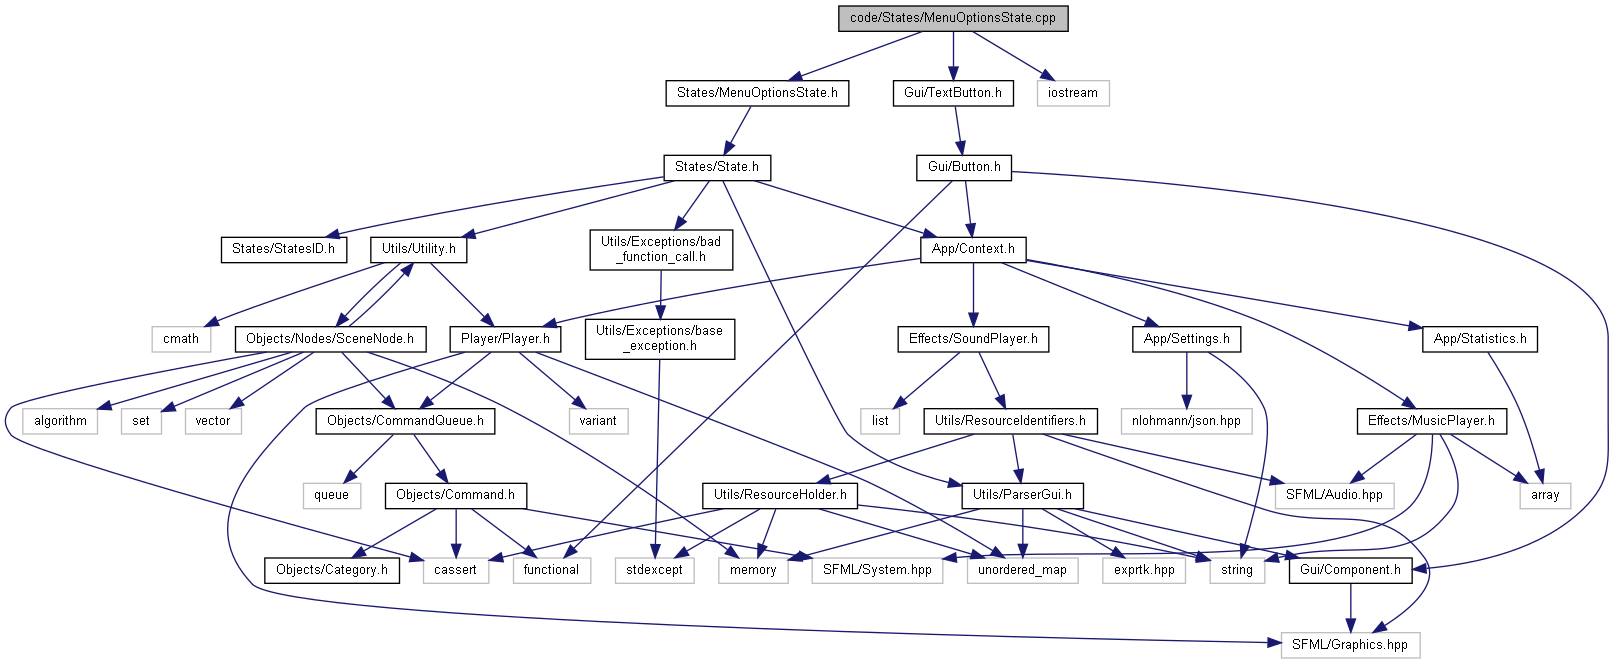 code/States/MenuOptionsState.cpp
States/MenuOptionsState.h
Gui/TextButton.h
iostream
States/State.h
Gui/Button.h
States/StatesID.h
Utils/Utility.h
Utils/Exceptions/bad
_function_call.h
App/Context.h
cmath
Objects/Nodes/SceneNode.h
Player/Player.h
Utils/Exceptions/base
_exception.h
Effects/SoundPlayer.h
App/Settings.h
App/Statistics.h
algorithm
set
vector
Objects/CommandQueue.h
variant
list
Utils/ResourceIdentifiers.h
nlohmann/json.hpp
Effects/MusicPlayer.h
queue
Objects/Command.h
Utils/ResourceHolder.h
Utils/ParserGui.h
SFML/Audio.hpp
array
Objects/Category.h
cassert
functional
stdexcept
memory
SFML/System.hpp
unordered_map
exprtk.hpp
string
Gui/Component.h
SFML/Graphics.hpp